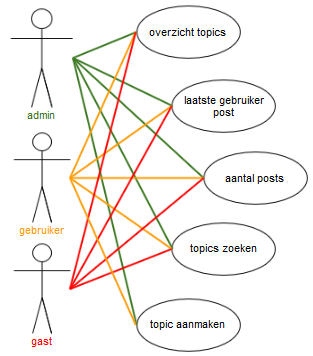 overzicht topics
laatste gebruiker
post
admin
aantal posts
gebruiker
topics zoeken
topic aanmaken
gast